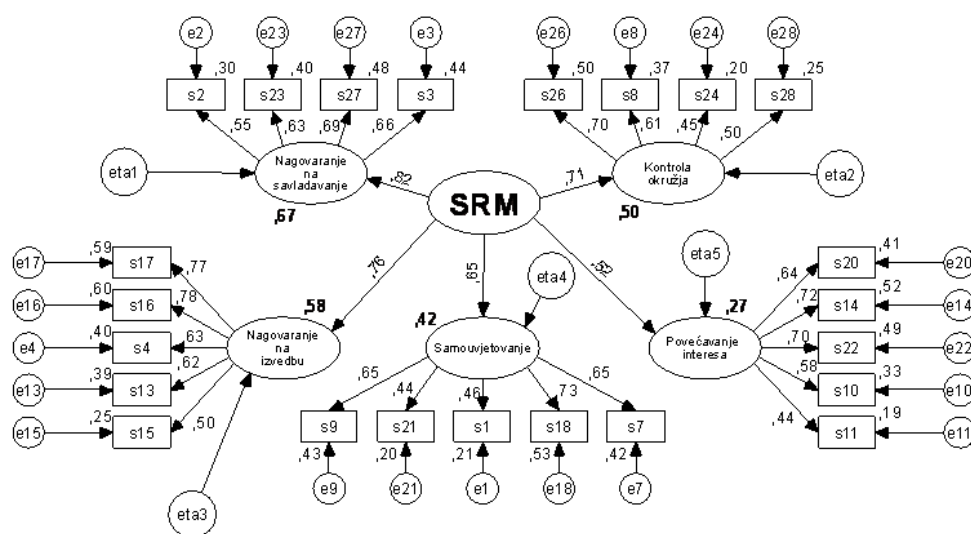 e2 e23 e27 e3 e26 e8 e24 e28
,30 ,40 ,48 ,44 ,50 ,37 ,20 ,25
s2 s23 s27 s3 s26 s8 s24 s28
,55 ,63 ,69 ,66 ,70 ,61 ,45 ,50
eta1
Nagovaranje
na
savladavanje
,67
,82
SRM
,71
Kontrola
okružja
,50
eta2
,76
,65
,52
eta4
eta5
e17 ,59 s17 ,77
e16 ,60 s16 ,78
e4 ,40 s4 ,63
e13 ,39 s13 ,62
e15 ,25 s15 ,50
,58
Nagovaranje
na
izvedbu
eta3
,42
Samouvjetovanje
,65 ,44 ,46 ,73 ,65
s9 s21 s1 s18 s7
,43 ,20 ,21 ,53 ,42
e9 e21 e1 e18 e7
,27
Povećavanje
interesa
,64 s20 ,41 e20
,72 s14 ,52 e14
,70 s22 ,49 e22
,58 s10 ,33 e10
,44 s11 ,19 e11